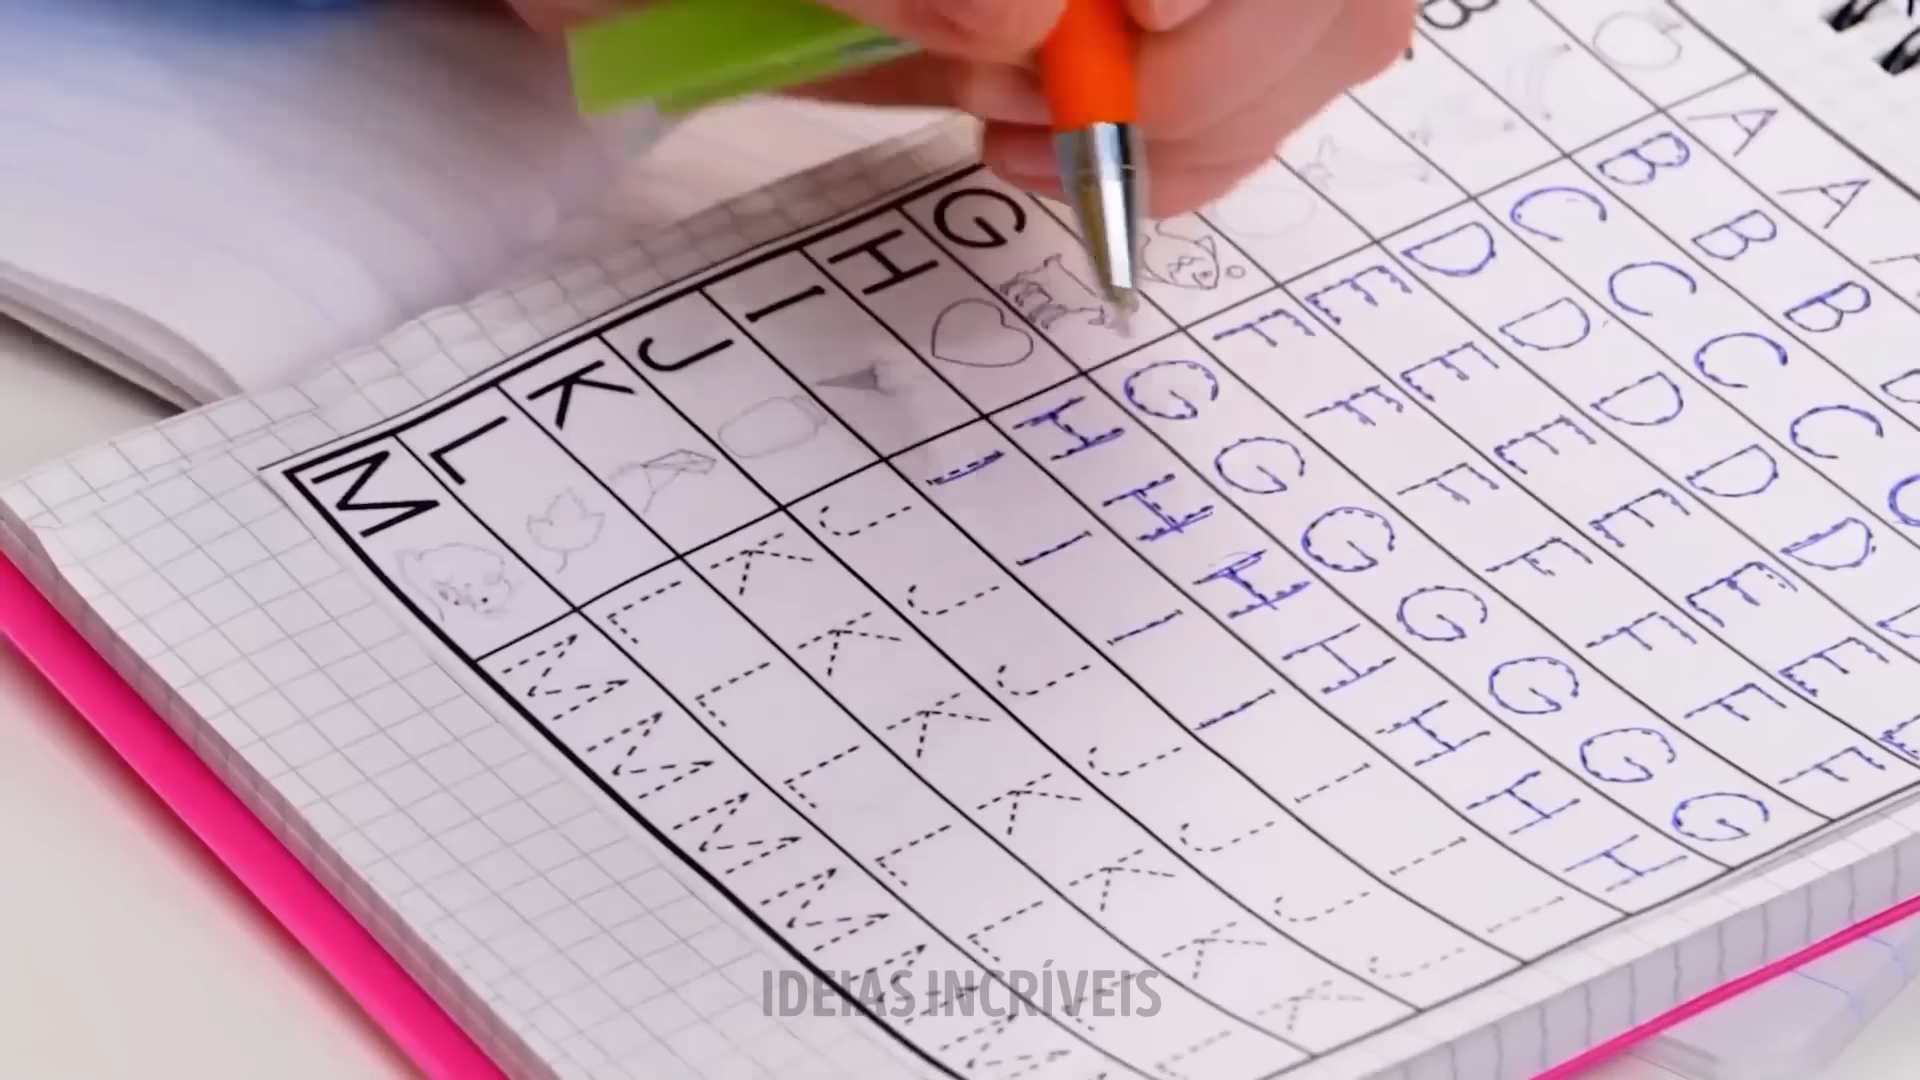 A A A
B B B B
C C C C C
D D D D D D
E E E E E E E
F F F F F F F
G G G G G G G
H H H H H H H H
I I I I I I I I
J J J J J J J J
K K K K K K K K
L L L L L
M M M M M M M
IDEIAS INCRÍVEIS